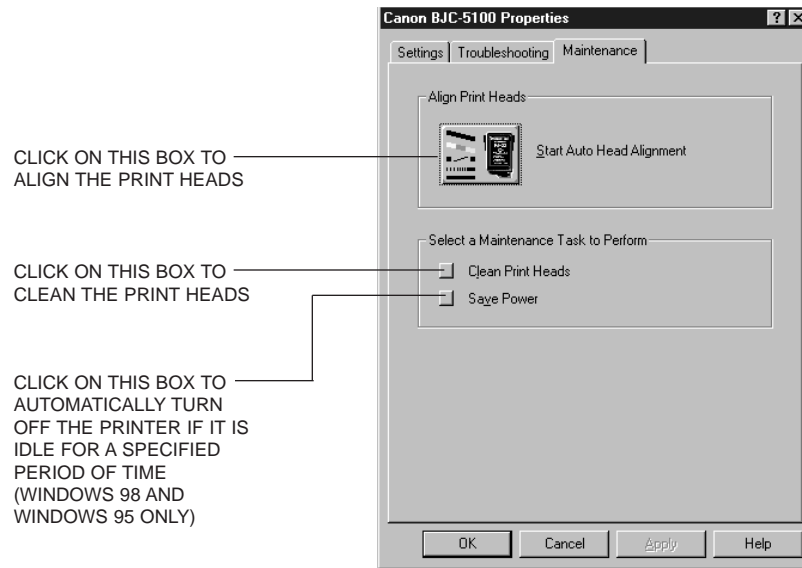 Canon BJC-5100 Properties
Settings Troubleshooting Maintenance
Align Print Heads
Start Auto Head Alignment
CLICK ON THIS BOX TO
ALIGN THE PRINT HEADS
Select a Maintenance Task to Perform
Clean Print Heads
CLICK ON THIS BOX TO
CLEAN THE PRINT HEADS
Save Power
CLICK ON THIS BOX TO
AUTOMATICALLY TURN
OFF THE PRINTER IF IT IS
IDLE FOR A SPECIFIED
PERIOD OF TIME
(WINDOWS 98 AND
WINDOWS 95 ONLY)
OK Cancel Apply Help